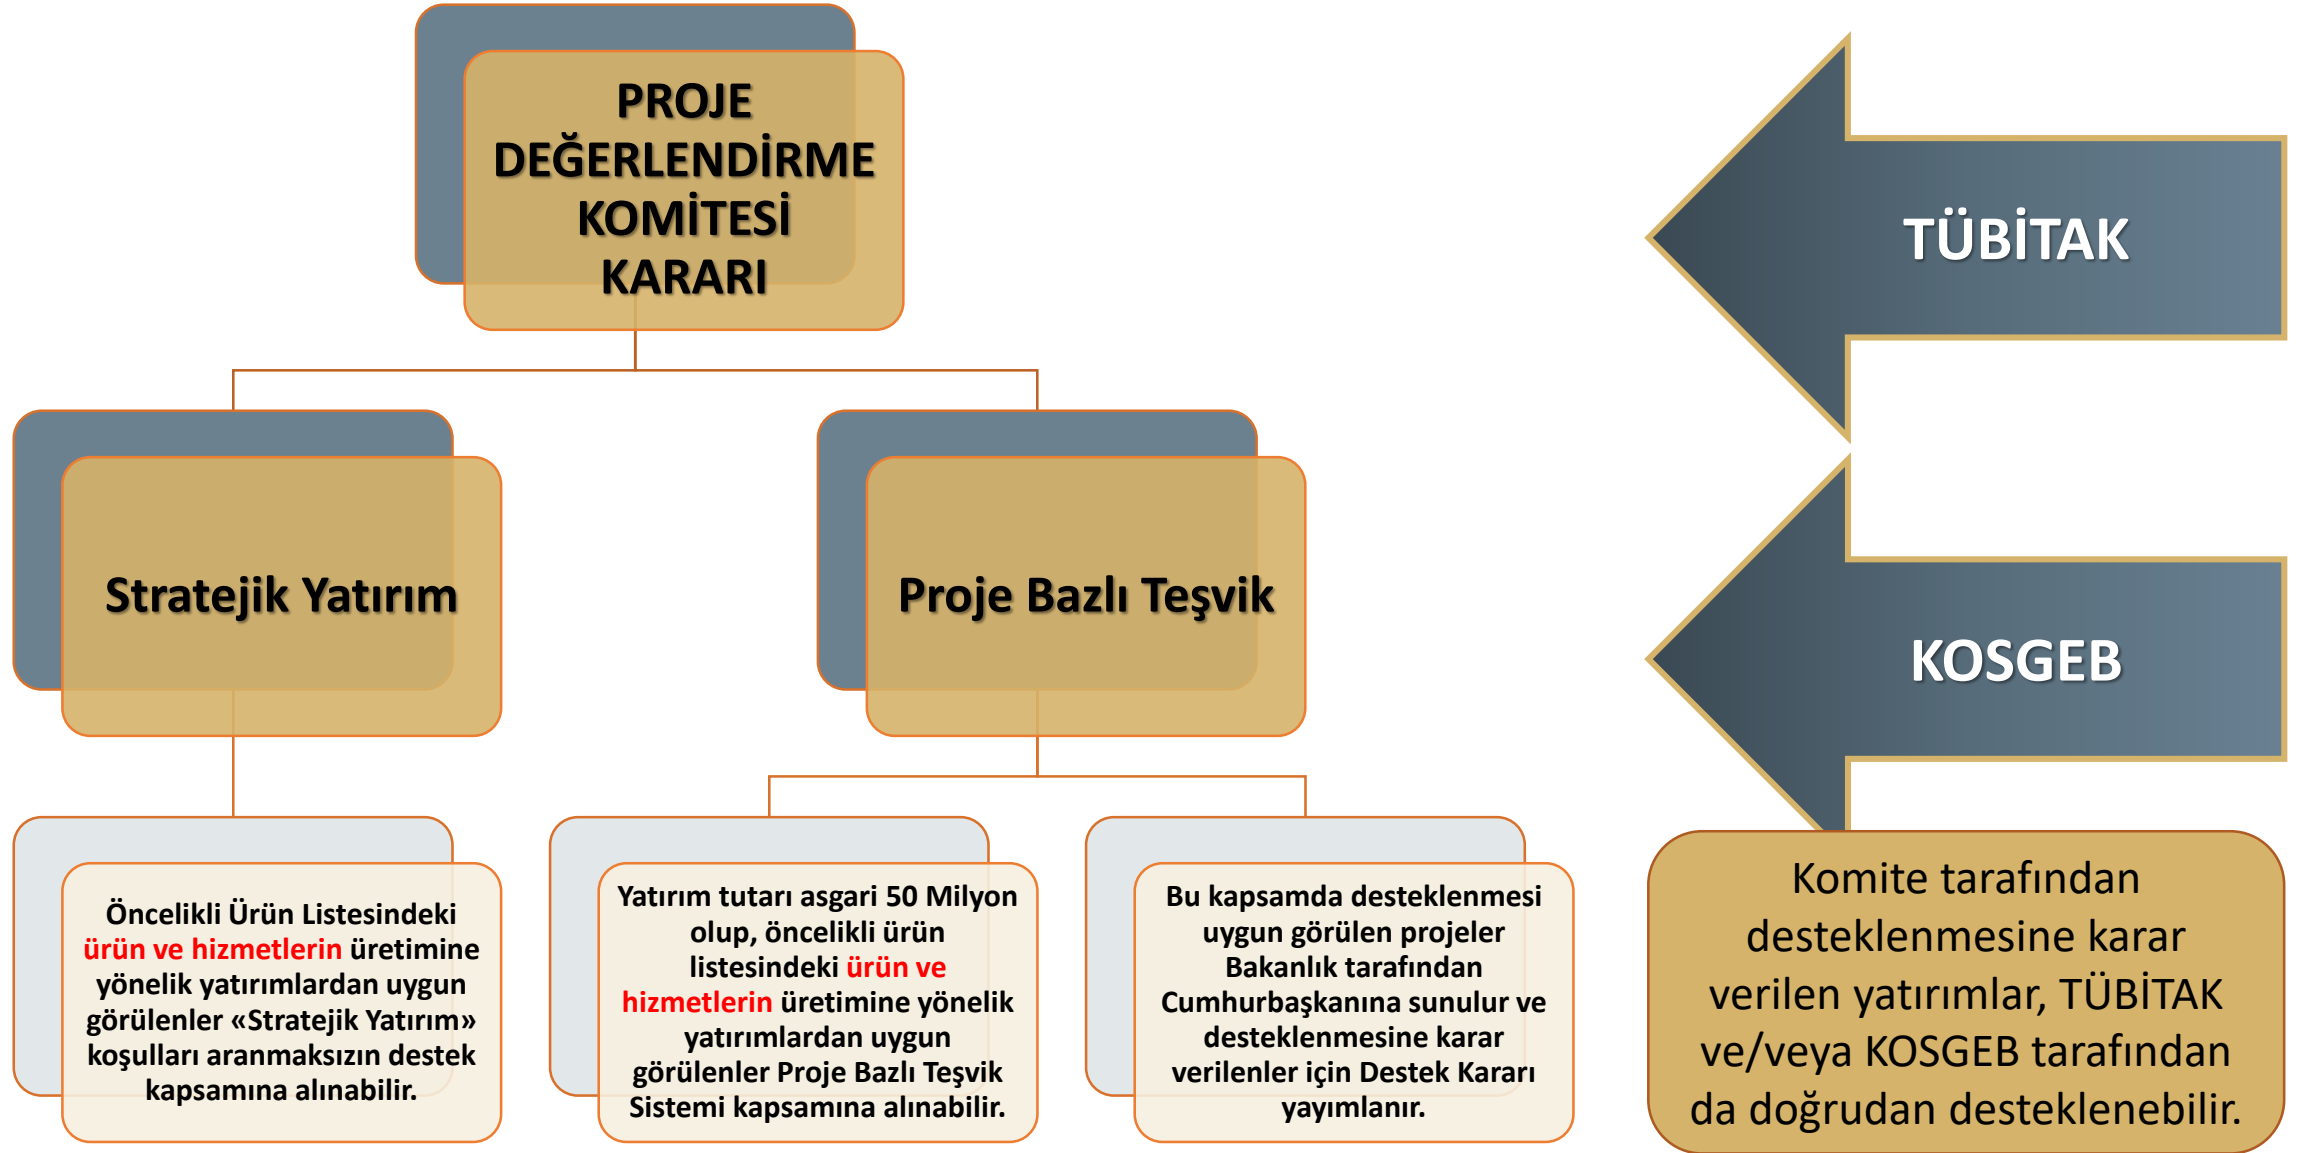 PROJE
DEĞERLENDİRME
KOMİTESİ
KARARI
Stratejik Yatırım
Proje Bazlı Teşvik
Öncelikli Ürün Listesindeki
ürün ve hizmetlerin üretimine
yönelik yatırımlardan uygun
görülenler «Stratejik Yatırım»
koşulları aranmaksızın destek
kapsamına alınabilir.
Yatırım tutarı asgari 50 Milyon
olup, öncelikli ürün
listesindeki ürün ve
hizmetlerin üretimine yönelik
yatırımlardan uygun
görülenler Proje Bazlı Teşvik
Sistemi kapsamına alınabilir.
Bu kapsamda desteklenmesi
uygun görülen projeler
Bakanlık tarafından
Cumhurbaşkanına sunulur ve
desteklenmesine karar
verilenler için Destek Kararı
yayımlanır.
TÜBİTAK
KOSGEB
Komite tarafından
desteklenmesine karar
verilen yatırımlar, TÜBİTAK
ve/veya KOSGEB tarafından
da doğrudan desteklenebilir.